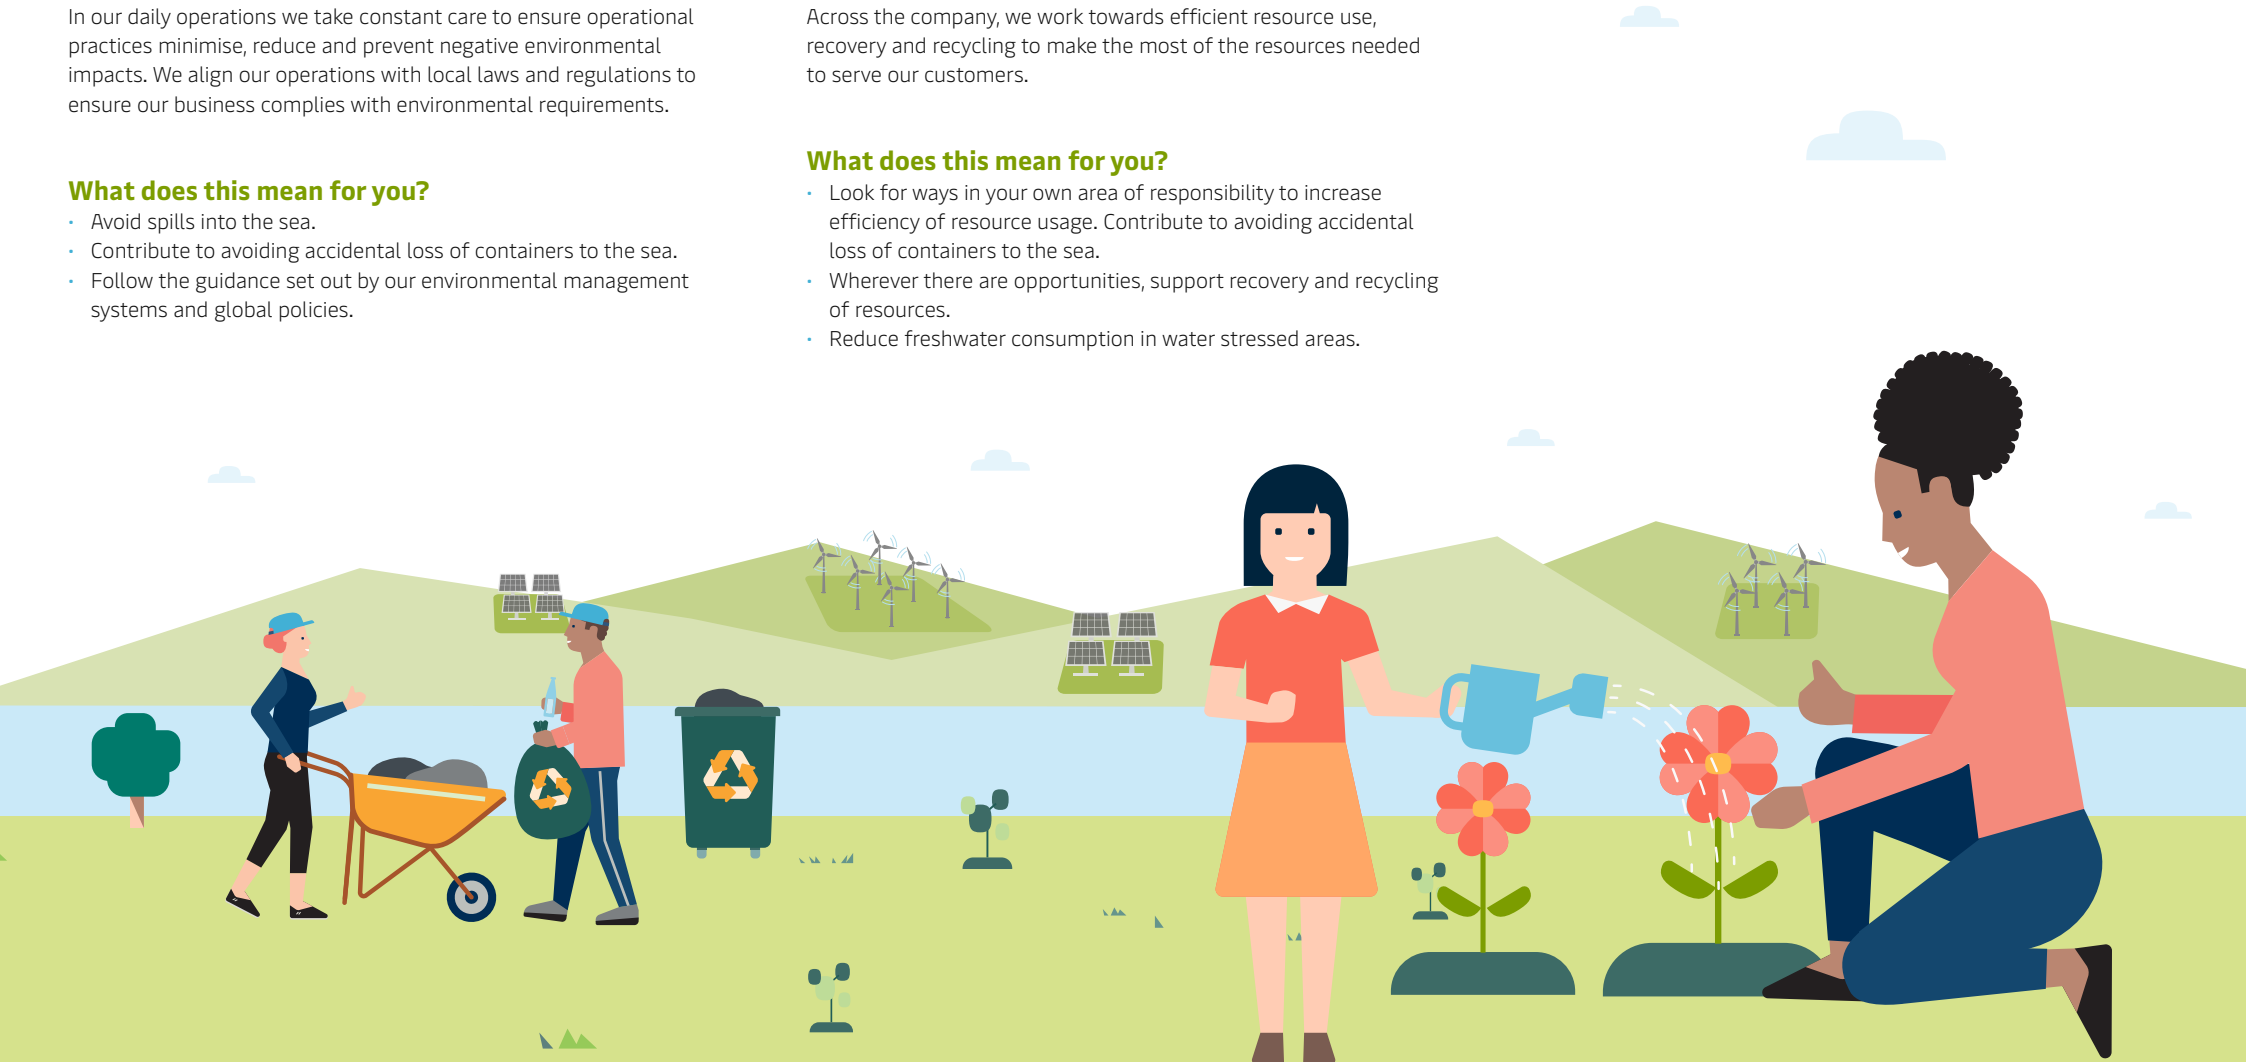 In our daily operations we take constant care to ensure operational
practices minimise, reduce and prevent negative environmental
impacts. We align our operations with local laws and regulations to
ensure our business complies with environmental requirements.
What does this mean for you?
· Avoid spills into the sea.
· Contribute to avoiding accidental loss of containers to the sea.
· Follow the guidance set out by our environmental management
systems and global policies.
Across the company, we work towards efficient resource use,
recovery and recycling to make the most of the resources needed
to serve our customers.
What does this mean for you?
· Look for ways in your own area of responsibility to increase
efficiency of resource usage. Contribute to avoiding accidental
loss of containers to the sea.
· Wherever there are opportunities, support recovery and recycling
of resources.
· Reduce freshwater consumption in water stressed areas.